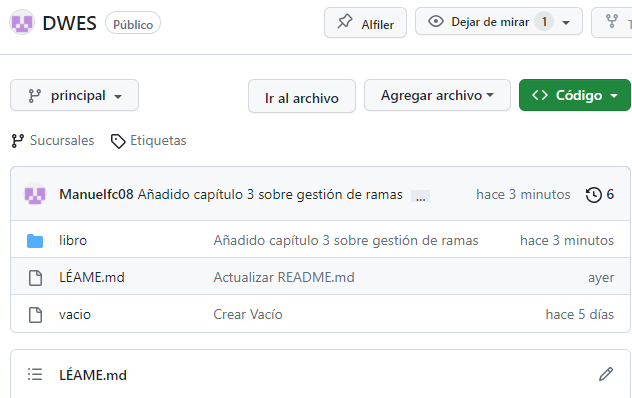 DWES Público Alfiler Dejar de mirar 1
principal Ir al archivo Agregar archivo Código
Sucursales Etiquetas
Manuelfc08 Añadido capítulo 3 sobre gestión de ramas ... hace 3 minutos 6
libro Añadido capítulo 3 sobre gestión de ramas hace 3 minutos
LÉAME.md Actualizar README.md ayer
vacio Crear Vacío hace 5 días
LÉAME.md